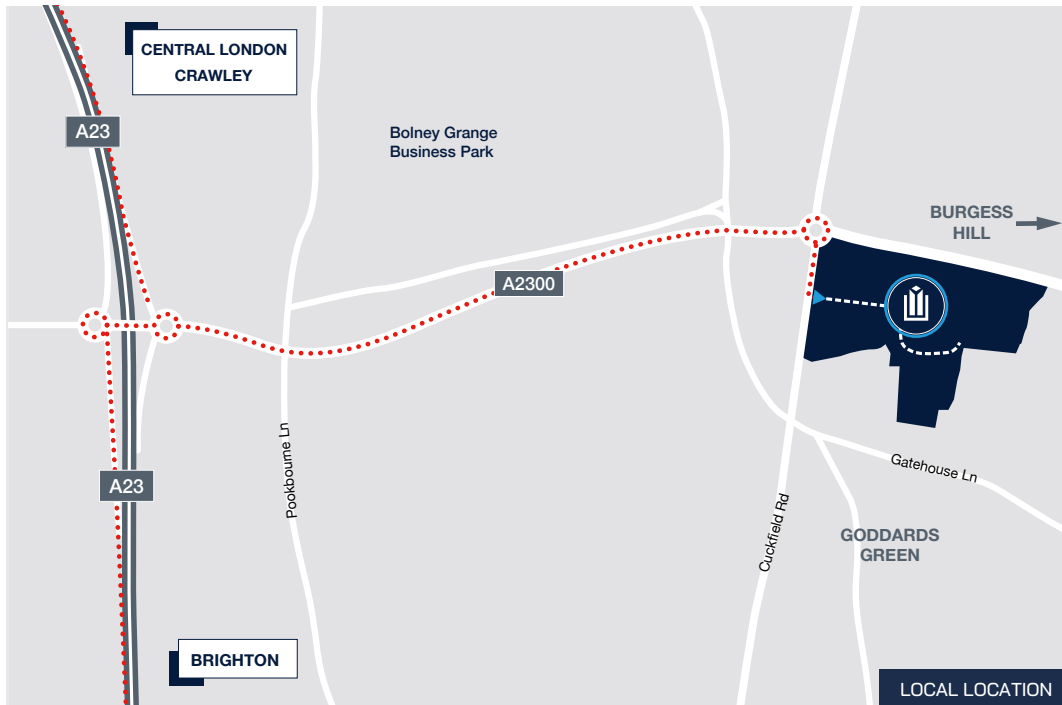 CENTRAL LONDON
CRAWLEY
A23
Bolney Grange
Business Park
BURGESS
HILL
A2300
Pookbourne Ln
A23
Gatehouse Ln
Cuckfield Rd
GODDARDS
GREEN
BRIGHTON
LOCAL LOCATION